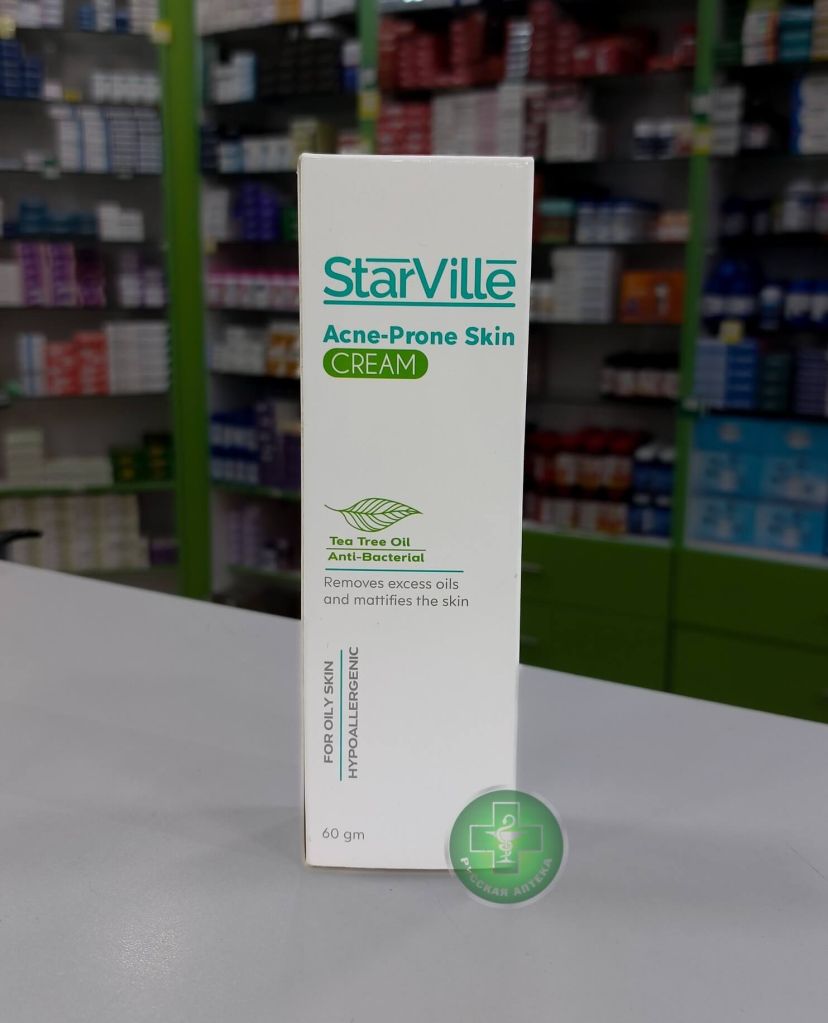 StarVille
Acne-Prone Skin
CREAM
Tea Tree Oil
Anti-Bacterial
Removes excess oils
and mattifies the skin
FOR OILY SKIN
HYPOALLERGENIC
60 gm
РУССКАЯ АПТЕКА